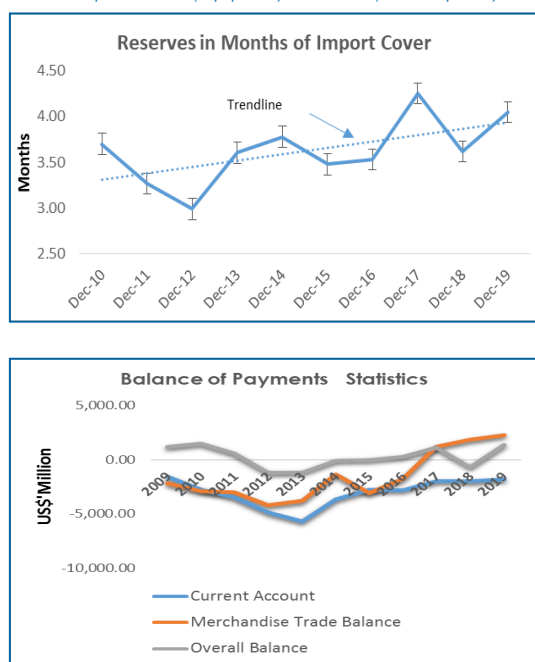 Reserves in Months of Import Cover
4.50
4.00
3.50
3.00
2.50
Months
Trendline
Dec-10
Dec-11
Dec-12
Dec-13
Dec-14
Dec-15
Dec-16
Dec-17
Dec-18
Dec-19
Balance of Payments Statistics
5,000.00
0.00
-5,000.00
-10,000.00
US$'Million
2009
2010
2011
2012
2013
2014
2015
2016
2017
2018
2019
Current Account
Merchandise Trade Balance
Overall Balance